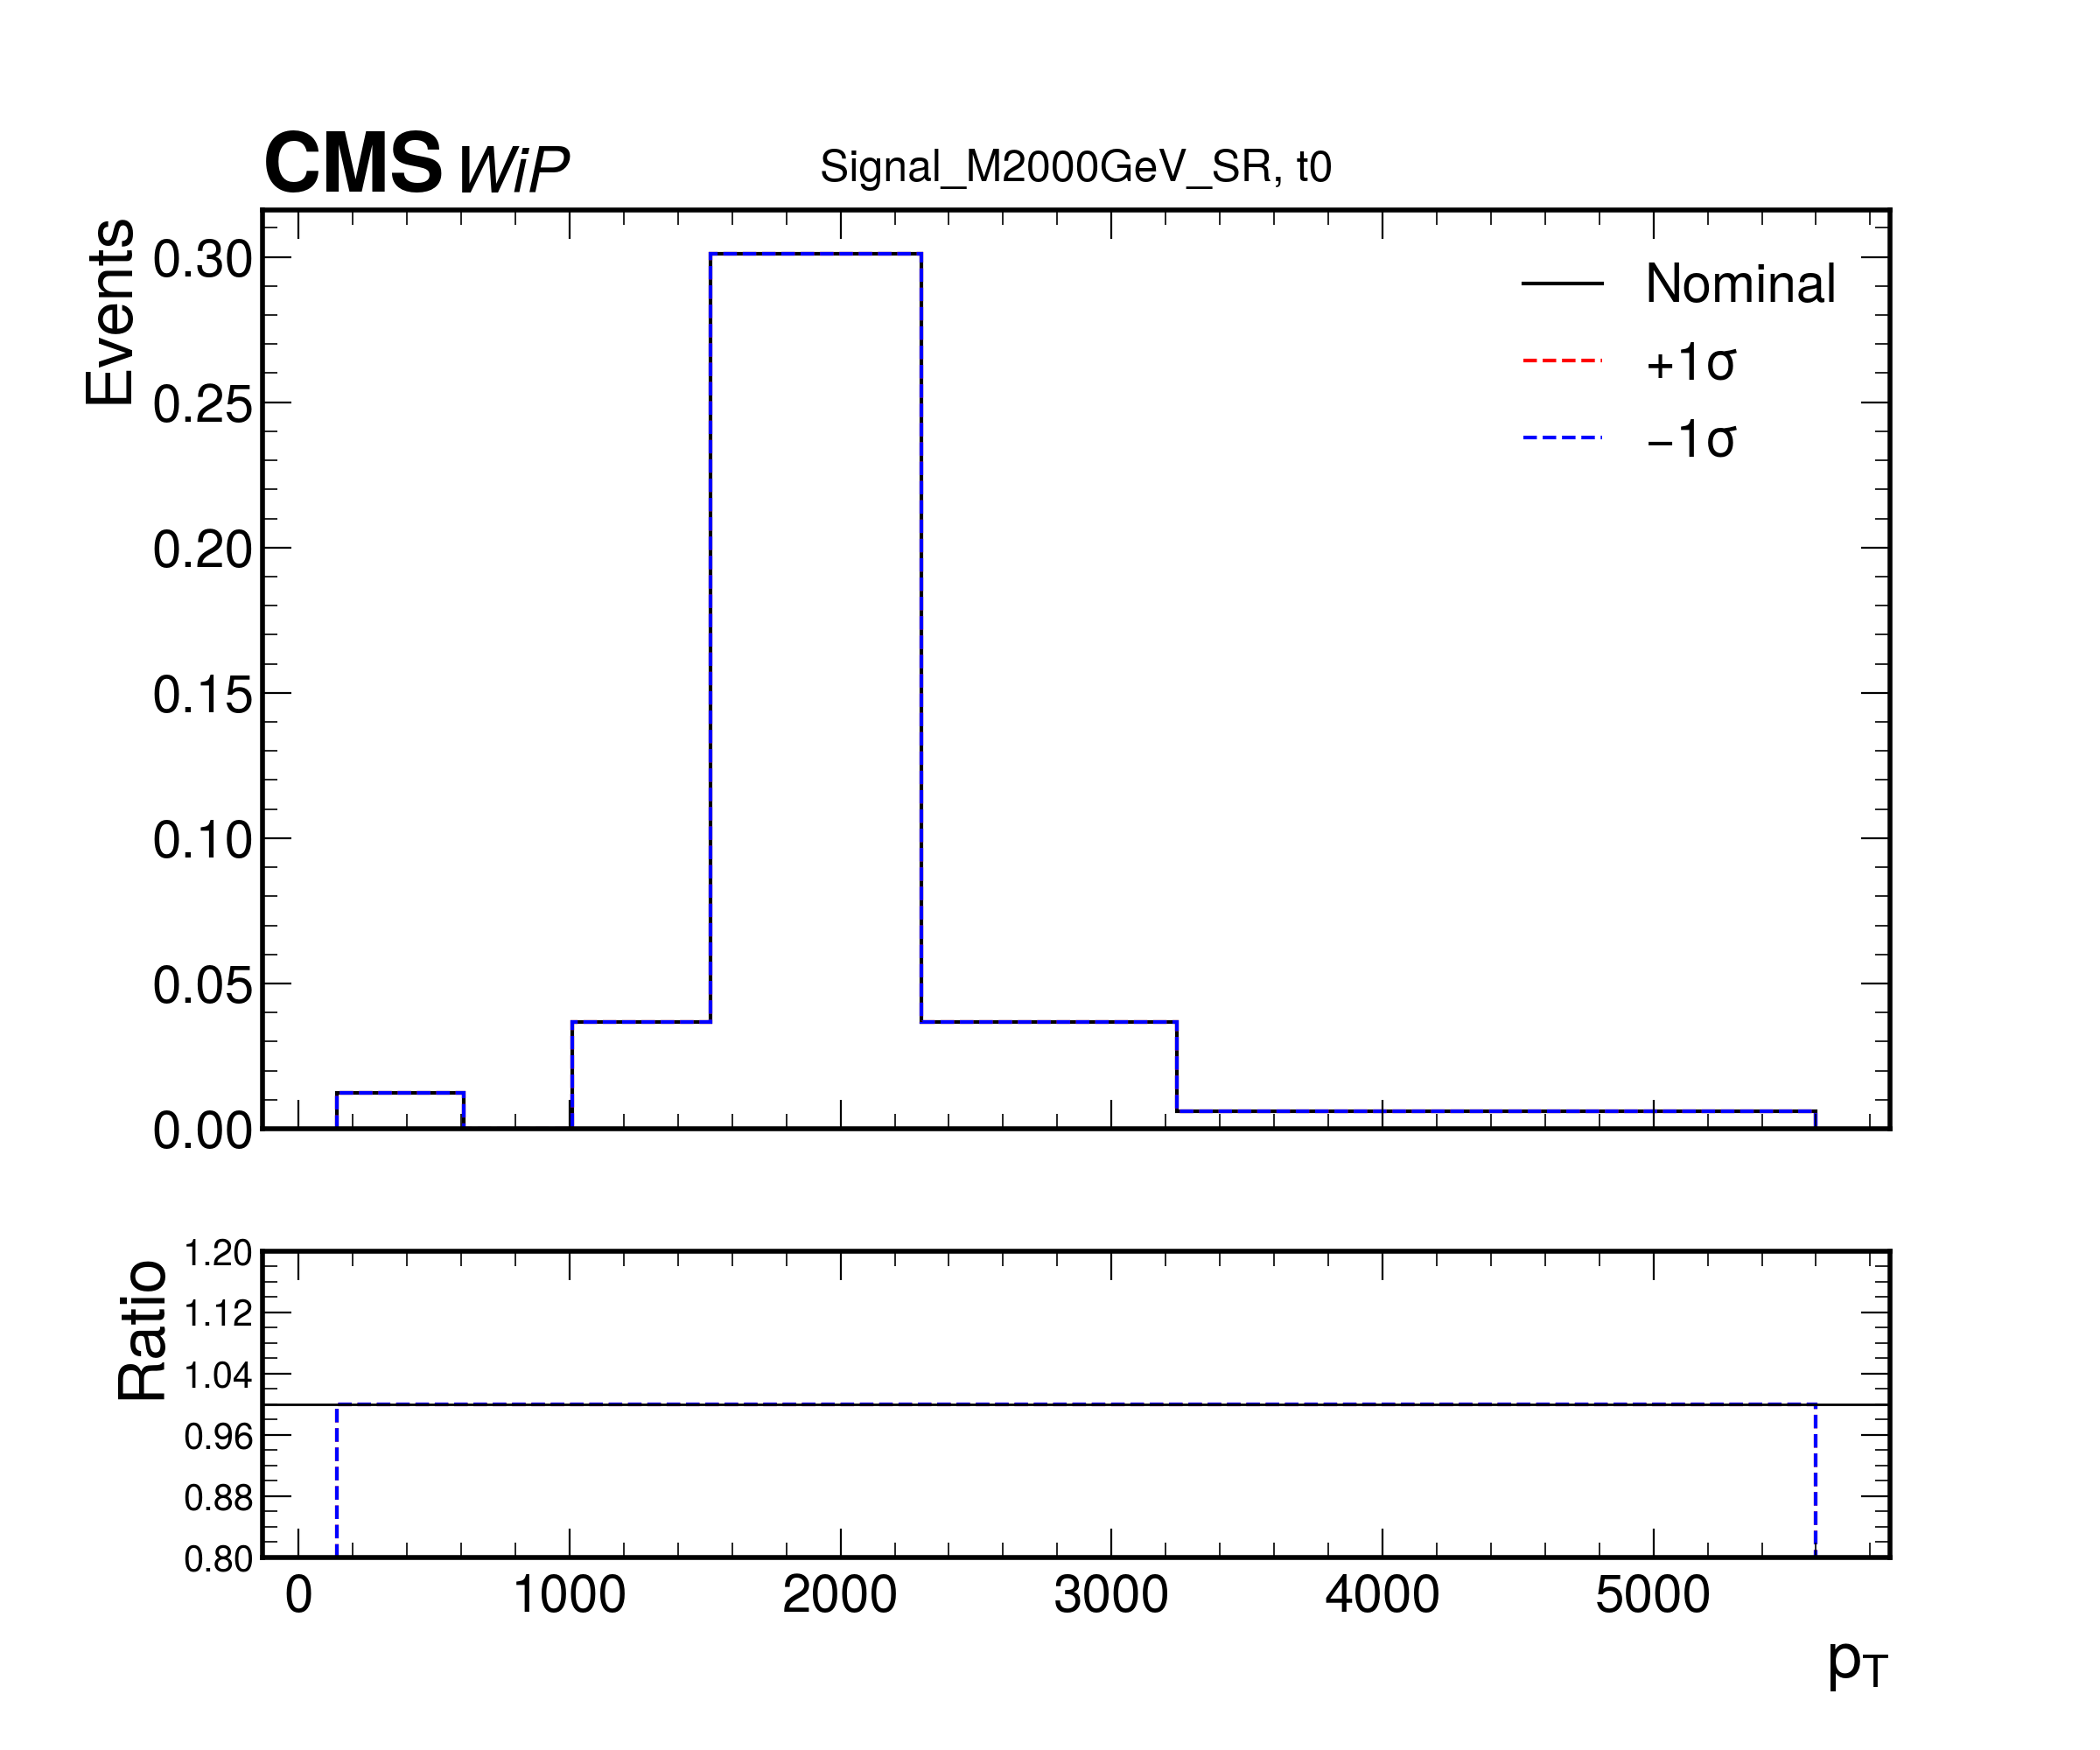 CMS WiP
Signal_M2000GeV_SR, t0
Events
0.30
0.25
0.20
0.15
0.10
0.05
0.00
Nominal
+1σ
−1σ
Ratio
1.20
1.12
1.04
0.96
0.88
0.80
0 1000 2000 3000 4000 5000
pT